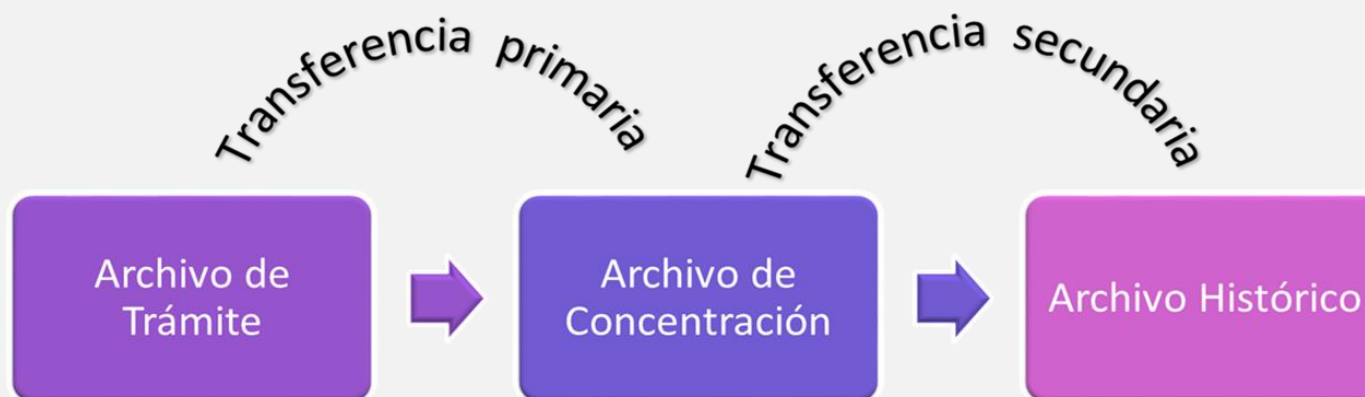 Transferencia primaria
Transferencia secundaria
Archivo de
Trámite
Archivo de
Concentración
Archivo Histórico